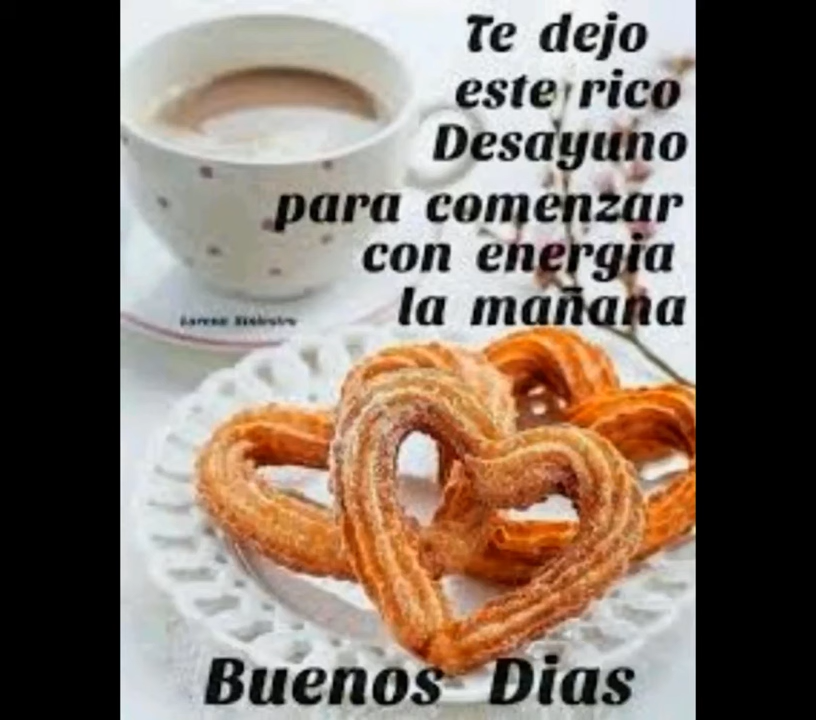 Te dejo
este rico
Desayuno
para comenzar
con energia
la mañana
Buenos Dias